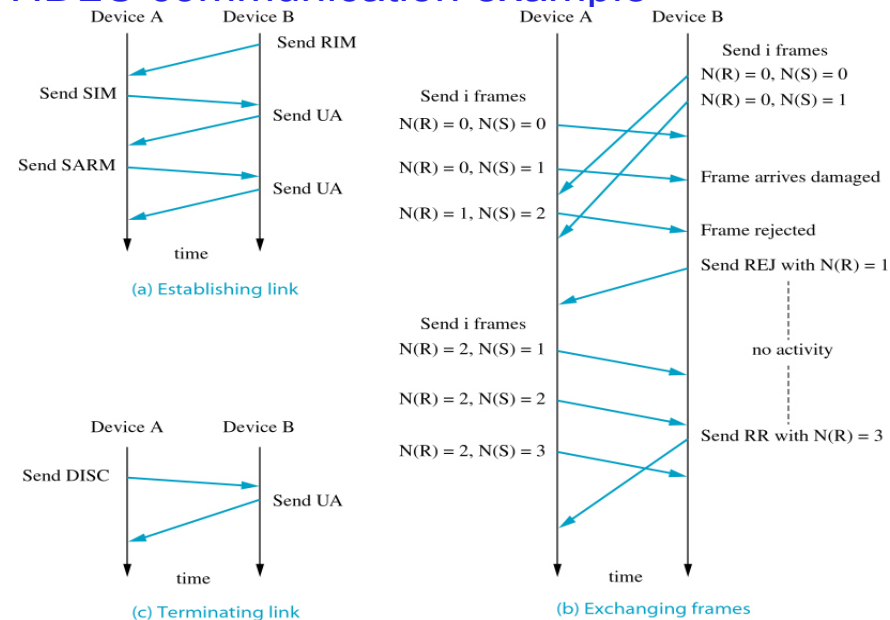 HDLC communication example
Device A
Device B
Send RIM
Send SIM
Send UA
Send SARM
Send UA
time
(a) Establishing link
Device A
Device B
Send DISC
Send UA
time
(c) Terminating link
Device A
Device B
Send i frames
N(R) = 0, N(S) = 0
N(R) = 0, N(S) = 1
Send i frames
N(R) = 0, N(S) = 0
N(R) = 0, N(S) = 1
Frame arrives damaged
N(R) = 1, N(S) = 2
Frame rejected
Send REJ with N(R) = 1
Send i frames
N(R) = 2, N(S) = 1
no activity
N(R) = 2, N(S) = 2
Send RR with N(R) = 3
N(R) = 2, N(S) = 3
time
(b) Exchanging frames